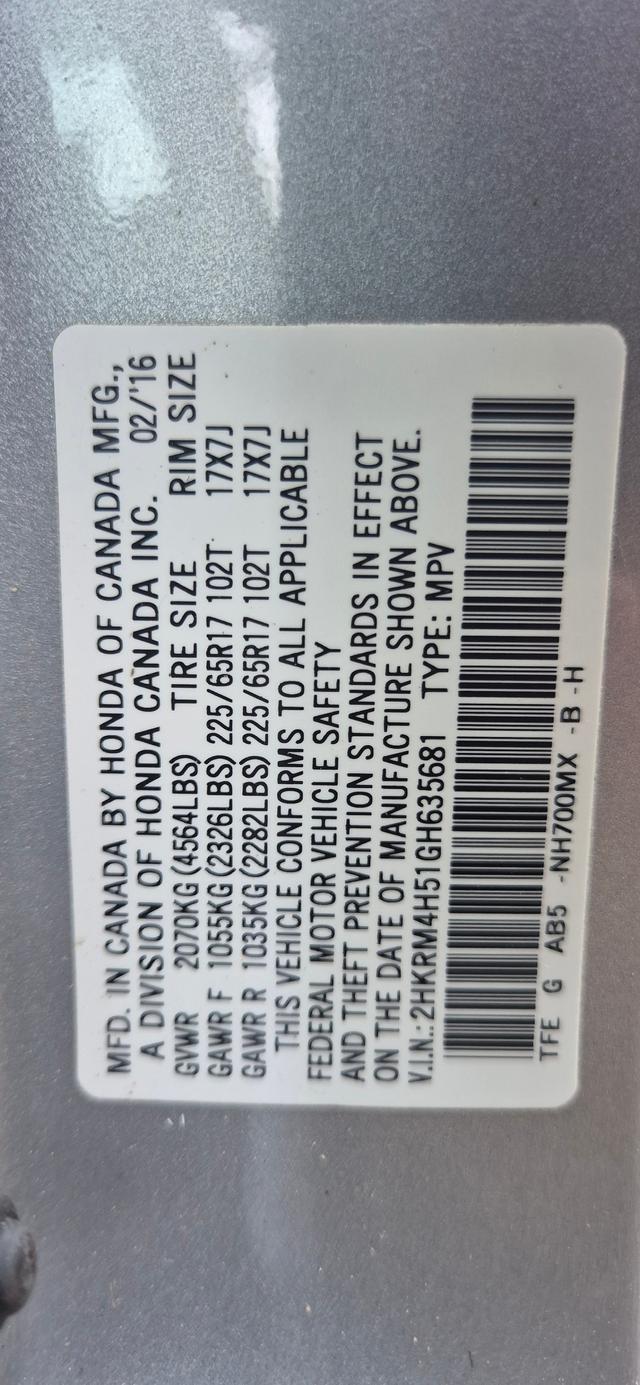 MFD. IN CANADA BY HONDA OF CANADA MFG.,
A DIVISION OF HONDA CANADA INC. 02/'16
GVWR 2070KG(4564LBS) TIRE SIZE RIM SIZE
GAWR F 1055KG(2326LBS) 225/65R17 102T 17X7J
GAWR R 1035KG(2282LBS) 225/65R17 102T 17X7J
THIS VEHICLE CONFORMS TO ALL APPLICABLE
FEDERAL MOTOR VEHICLE SAFETY
AND THEFT PREVENTION STANDARDS IN EFFECT
ON THE DATE OF MANUFACTURE SHOWN ABOVE.
V.I.N.:2HKRM4H51GH635681 TYPE: MPV
TFE G AB5 -NH700MX -B -H